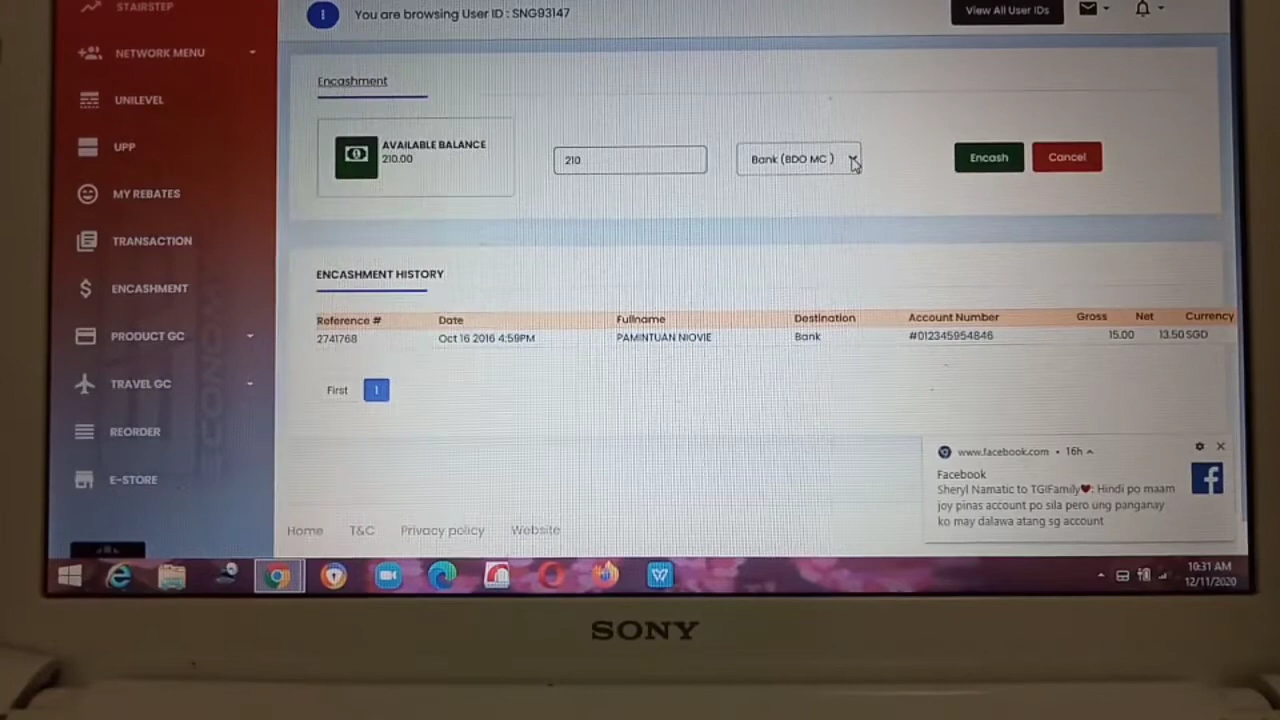 STAIRSTEP
NETWORK MENU
UNILEVEL
UPP
MY REBATES
TRANSACTION
ENCASHMENT
PRODUCT GC
TRAVEL GC
REORDER
E-STORE
You are browsing User ID : SNG93147
View All User IDs
Encashment
AVAILABLE BALANCE
210.00
210
Bank (BDO MC )
Encash
Cancel
ENCASHMENT HISTORY
Reference # Date Fullname Destination Account Number Gross Net Currency
2741768 Oct 16 2016 4:59PM PAMINTUAN NIOVIE Bank #012345954846 15.00 13.50 SGD
First 1
www.facebook.com • 16h
Facebook
Sheryl Namatic to TGIFamily❤: Hindi po maam
joy pinas account po sila pero ung panganay
ko may dalawa atang sg account
Home T&C Privacy policy Website
10:31 AM
12/11/2020
SONY